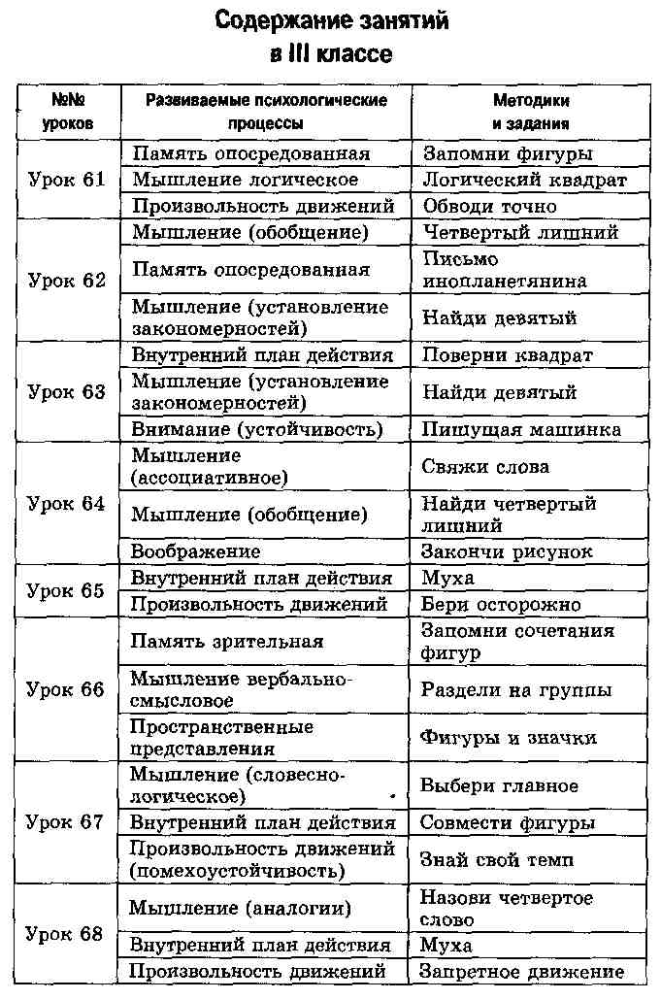 Содержание занятий
в III классе
№№
уроков
Развиваемые психологические
процессы
Методики
и задания
Урок 61
Память опосредованная
Запомни фигуры
Мышление логическое
Логический квадрат
Произвольность движений
Обводи точно
Урок 62
Мышление (обобщение)
Четвертый лишний
Память опосредованная
Письмо
инопланетянина
Мышление (установление
закономерностей)
Найди девятый
Урок 63
Внутренний план действия
Поверни квадрат
Мышление (установление
закономерностей)
Найди девятый
Внимание (устойчивость)
Пишущая машинка
Урок 64
Мышление
(ассоциативное)
Свяжи слова
Мышление (обобщение)
Найди четвертый
лишний
Воображение
Закончи рисунок
Урок 65
Внутренний план действия
Муха
Произвольность движений
Бери осторожно
Урок 66
Память зрительная
Запомни сочетания
фигур
Мышление вербально-
смысловое
Раздели на группы
Пространственные
представления
Фигуры и значки
Урок 67
Мышление (словесно-
логическое)
Выбери главное
Внутренний план действия
Совмести фигуры
Произвольность движений
(помехоустойчивость)
Знай свой темп
Урок 68
Мышление (аналогии)
Назови четвертое
слово
Внутренний план действия
Муха
Произвольность движений
Запретное движение